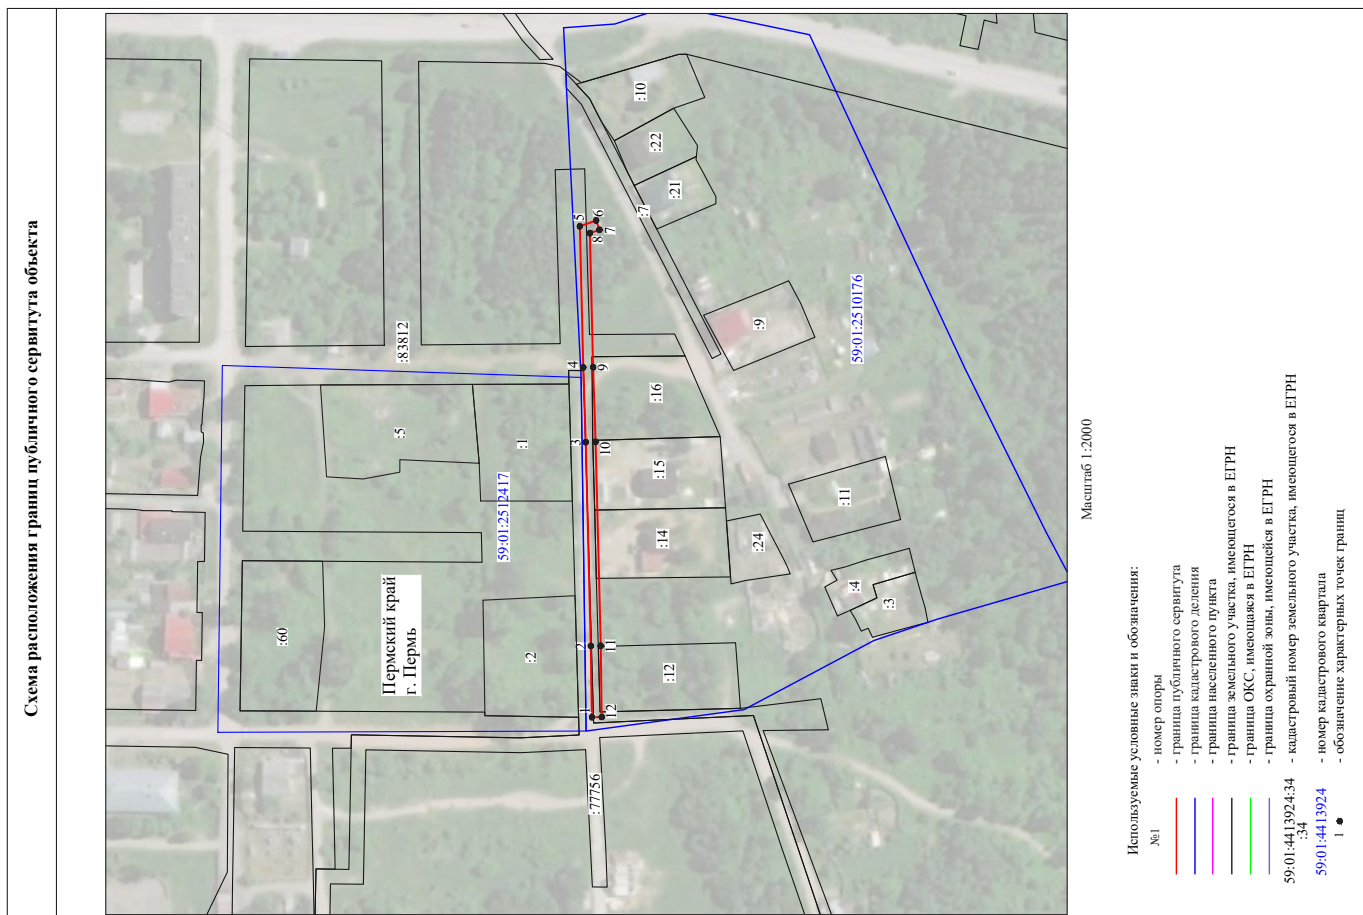 Схема расположения границ публичного сервитута объекта
:60
:2
:5
:1
59:01:2512417
Пермский край
г. Пермь
:83812
:77756
1
2
3
4
5
6
7
8
9
10
11
12
:12
:14
:15
:16
:24
:3
:4
:11
:9
:7
:21
:22
:10
59:01:2510176
Масштаб 1:2000
Используемые условные знаки и обозначения:
№1 - номер опоры
- граница публичного сервитута
- граница кадастрового деления
- граница населенного пункта
- граница земельного участка, имеющегося в ЕГРН
- граница ОКС, имеющаяся в ЕГРН
- граница охранной зоны, имеющейся в ЕГРН
59:01:4413924:34 - кадастровый номер земельного участка, имеющегося в ЕГРН
:34
59:01:4413924 - номер кадастрового квартала
1 - обозначение характерных точек границ